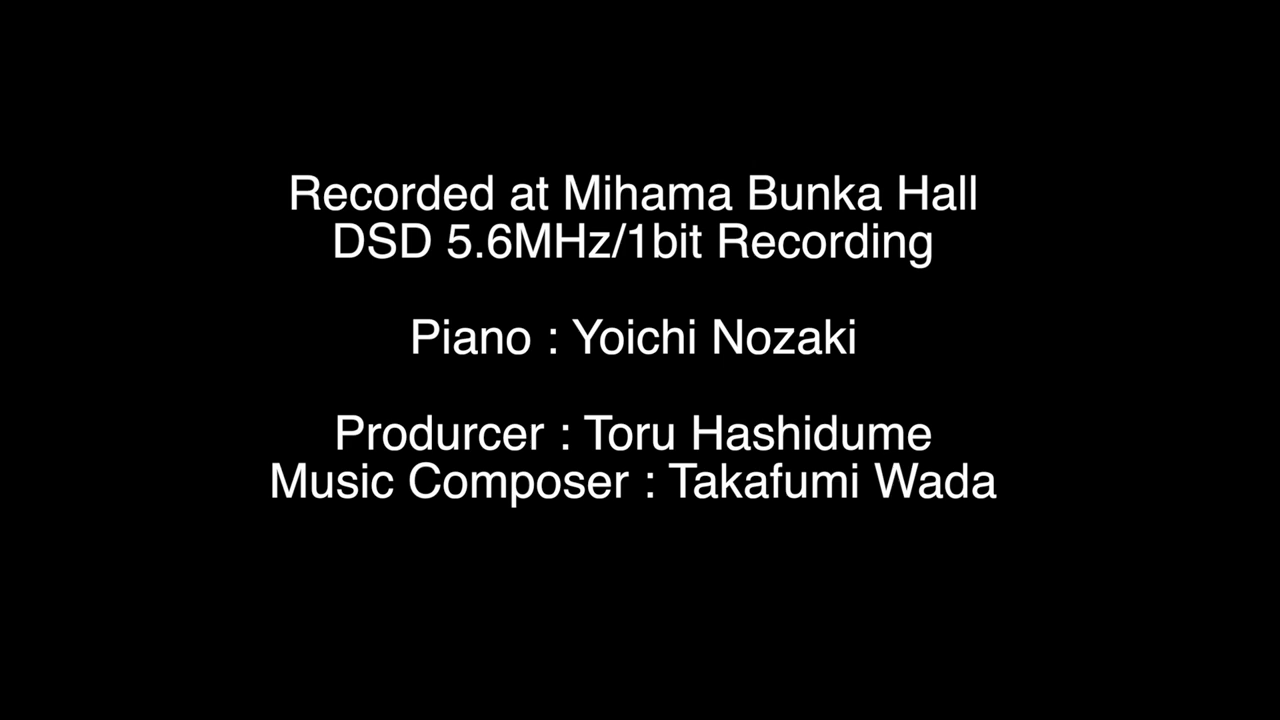 Recorded at Mihama Bunka Hall
DSD 5.6MHz/1bit Recording
Piano : Yoichi Nozaki
Produrcer : Toru Hashidume
Music Composer : Takafumi Wada